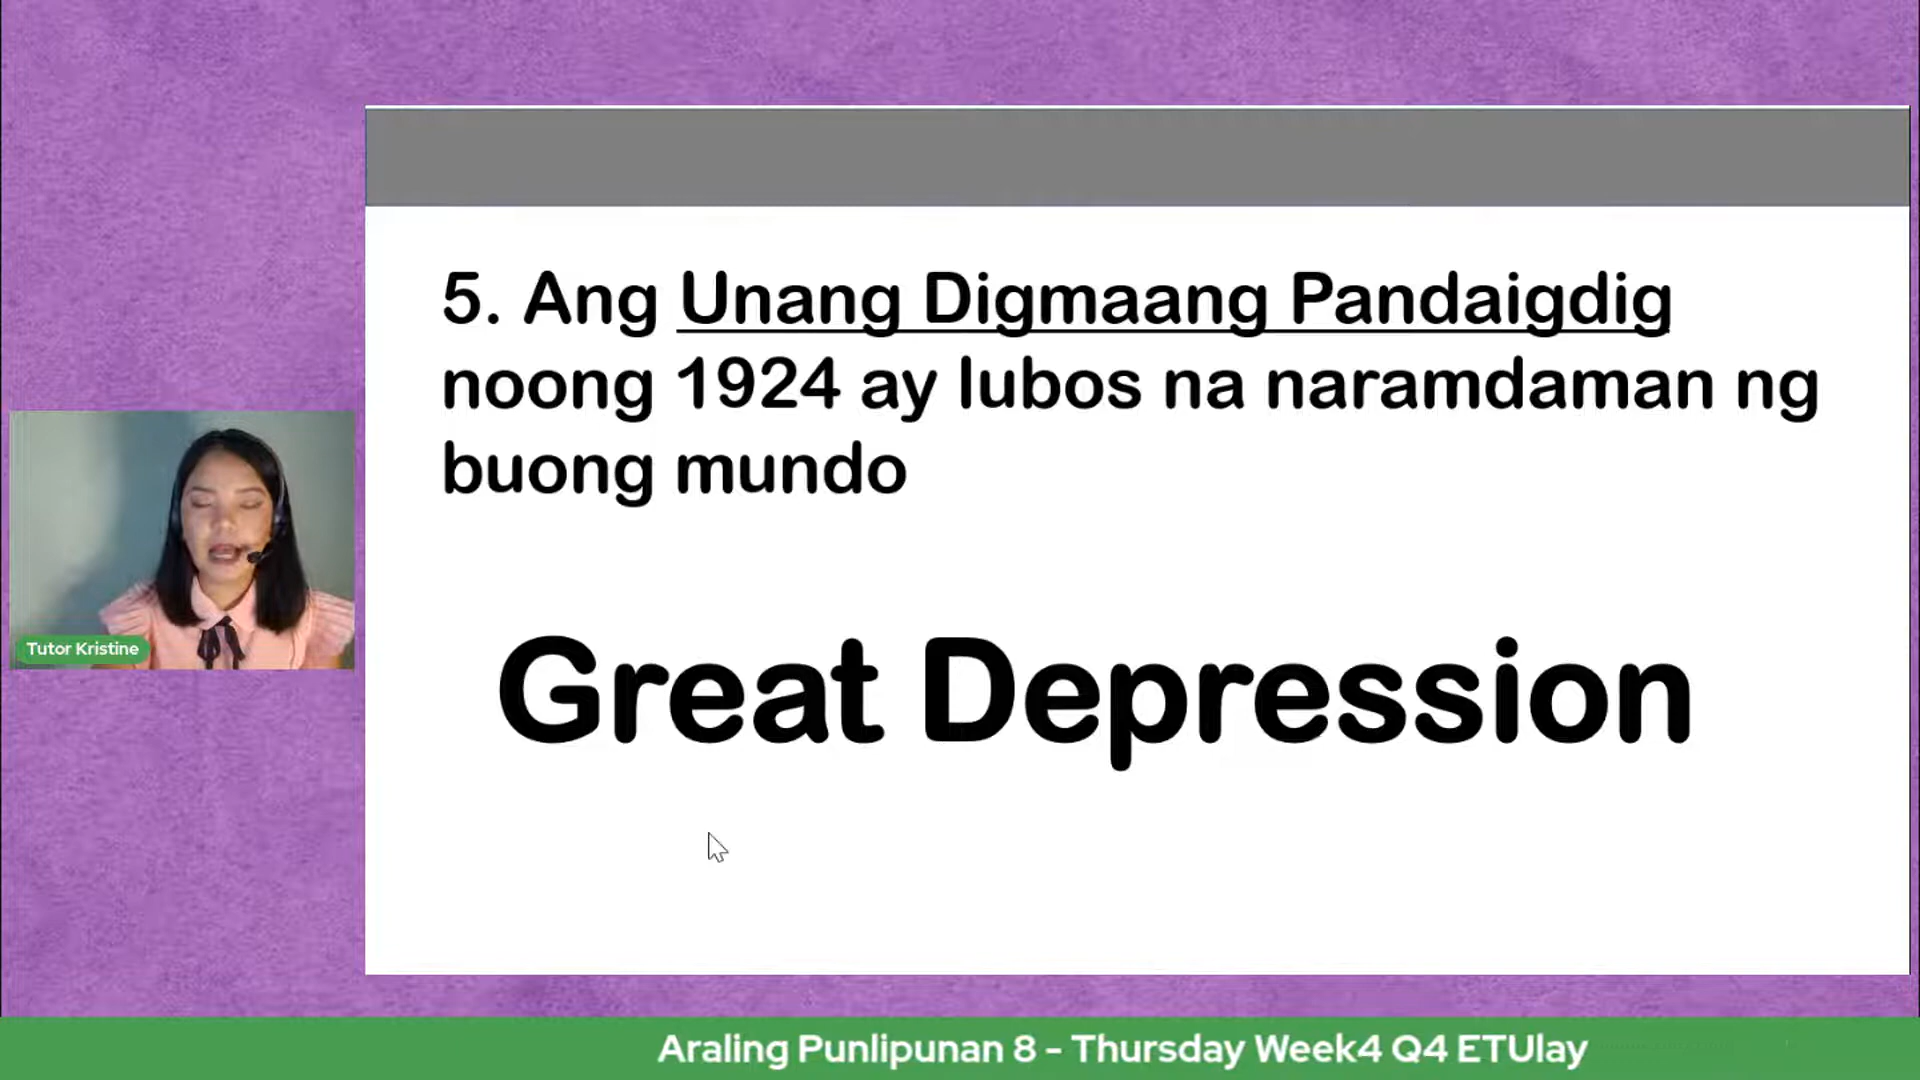 5. Ang Unang Digmaang Pandaigdig
noong 1924 ay lubos na naramdaman ng
buong mundo
Great Depression
Tutor Kristine
Araling Punlipunan 8 - Thursday Week4 Q4 ETUlay